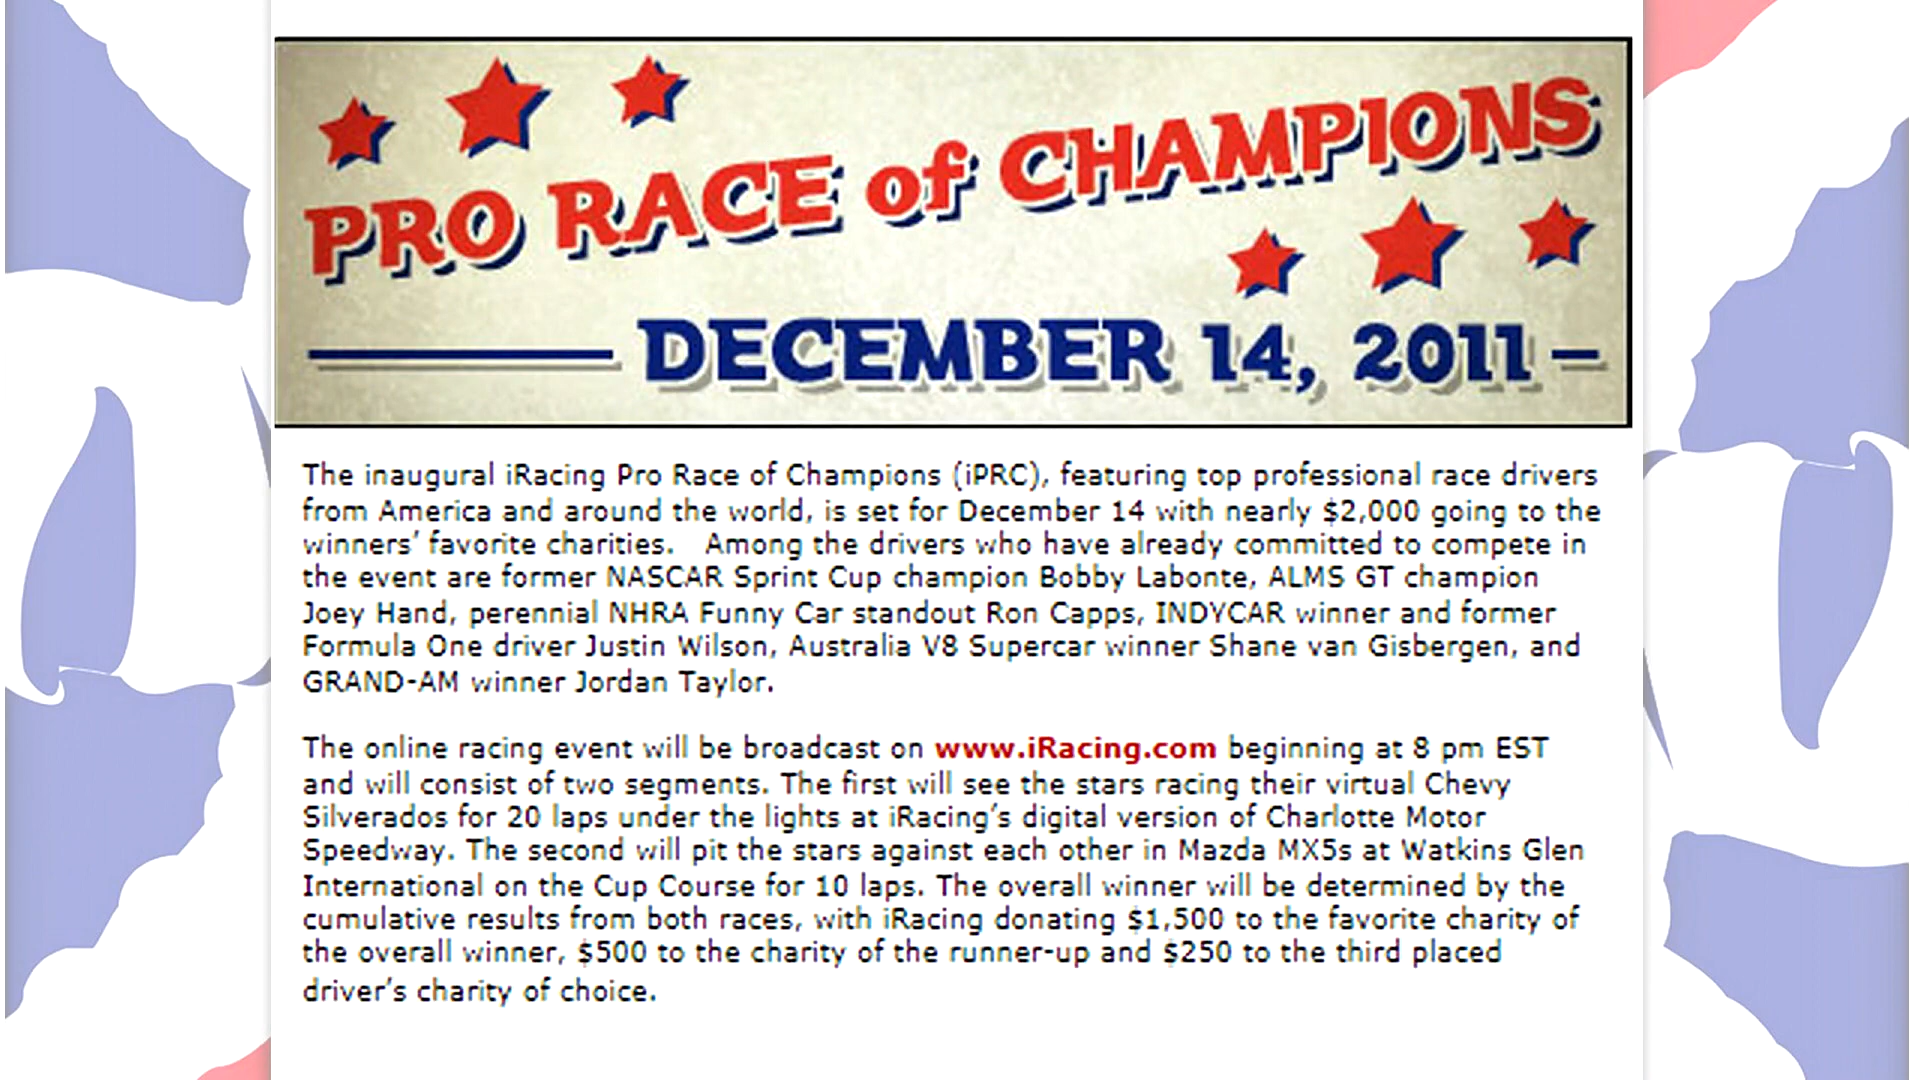 PRO RACE of CHAMPIONS
DECEMBER 14, 2011 –
The inaugural iRacing Pro Race of Champions (iPRC), featuring top professional race drivers
from America and around the world, is set for December 14 with nearly $2,000 going to the
winners’ favorite charities.   Among the drivers who have already committed to compete in
the event are former NASCAR Sprint Cup champion Bobby Labonte, ALMS GT champion
Joey Hand, perennial NHRA Funny Car standout Ron Capps, INDYCAR winner and former
Formula One driver Justin Wilson, Australia V8 Supercar winner Shane van Gisbergen, and
GRAND-AM winner Jordan Taylor.
The online racing event will be broadcast on www.iRacing.com beginning at 8 pm EST
and will consist of two segments. The first will see the stars racing their virtual Chevy
Silverados for 20 laps under the lights at iRacing’s digital version of Charlotte Motor
Speedway. The second will pit the stars against each other in Mazda MX5s at Watkins Glen
International on the Cup Course for 10 laps. The overall winner will be determined by the
cumulative results from both races, with iRacing donating $1,500 to the favorite charity of
the overall winner, $500 to the charity of the runner-up and $250 to the third placed
driver’s charity of choice.